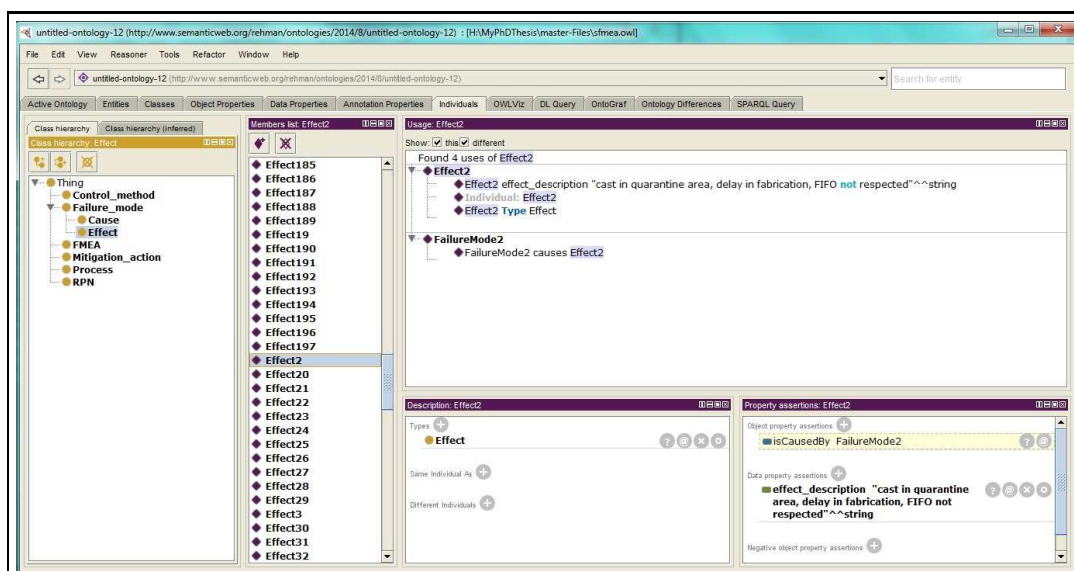 untitled-ontology-12 (http://www.semanticweb.org/rehman/ontologies/2014/8/untitled-ontology-12) : [H:\MyPhDThesis\master-Files\sfmea.owl]
File Edit View Reasoner Tools Refactor Window Help
untitled-ontology-12 (http://www.semanticweb.org/rehman/ontologies/2014/8/untitled-ontology-12)
Search for entity
Active Ontology Entities Classes Object Properties Data Properties Annotation Properties Individuals OWLViz DL Query OntoGraf Ontology Differences SPARQL Query
Class hierarchy Class hierarchy (inferred)
Class hierarchy: Effect
Thing
Control_method
Failure_mode
Cause
Effect
FMEA
Mitigation_action
Process
RPN
Members list: Effect2
Effect185
Effect186
Effect187
Effect188
Effect189
Effect19
Effect190
Effect191
Effect192
Effect193
Effect194
Effect195
Effect196
Effect197
Effect2
Effect20
Effect21
Effect22
Effect23
Effect24
Effect25
Effect26
Effect27
Effect28
Effect29
Effect3
Effect30
Effect31
Effect32
Usage: Effect2
Show: this different
Found 4 uses of Effect2
Effect2
Effect2 effect_description "cast in quarantine area, delay in fabrication, FIFO not respected"^^string
Individual: Effect2
Effect2 Type Effect
FailureMode2
FailureMode2 causes Effect2
Description: Effect2
Types
Effect
Same Individual As
Different Individuals
Property assertions: Effect2
Object property assertions
isCausedBy FailureMode2
Data property assertions
effect_description "cast in quarantine
area, delay in fabrication, FIFO not
respected"^^string
Negative object property assertions